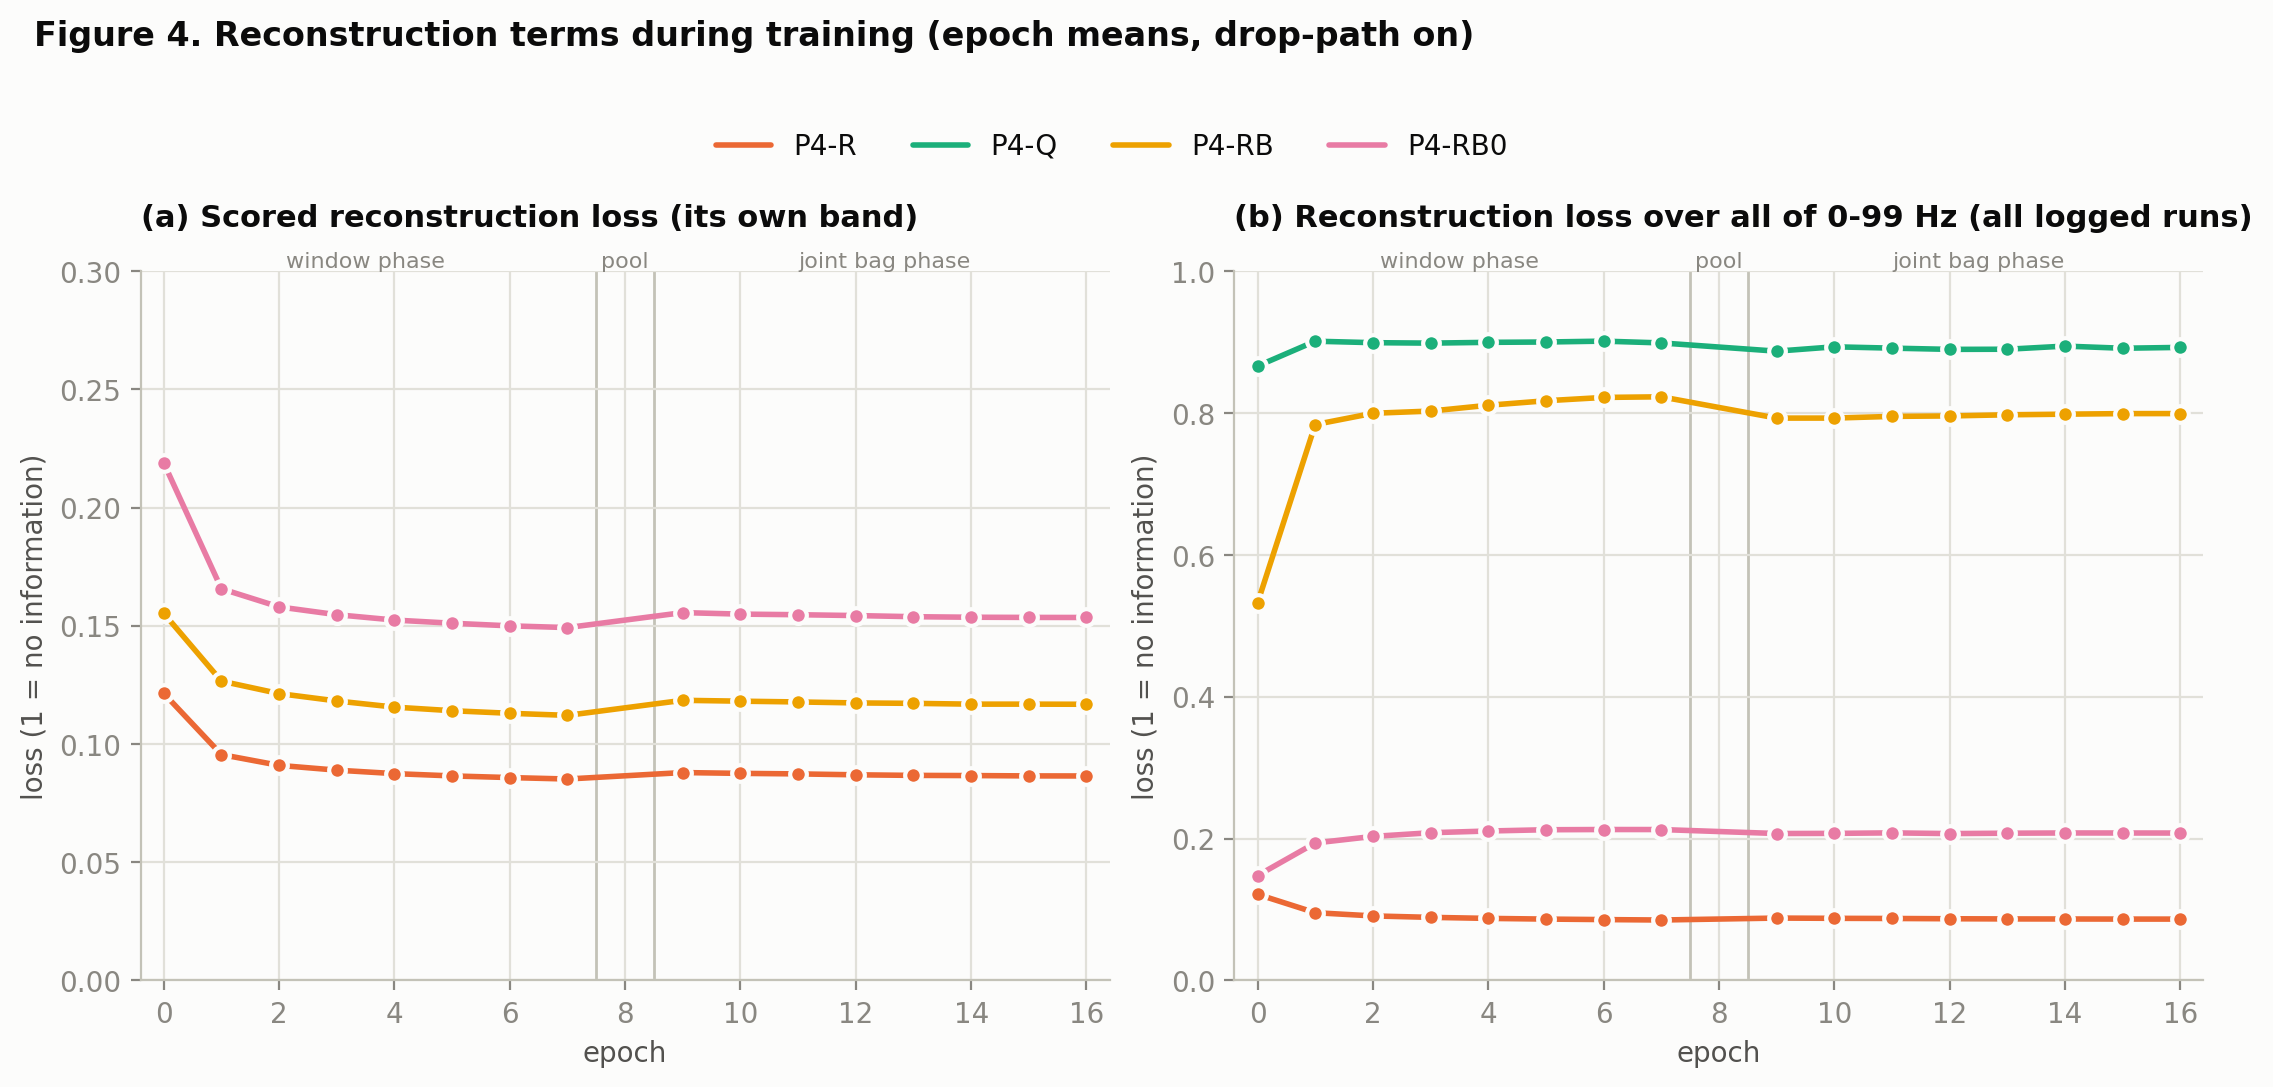 Figure 4. Reconstruction terms during training (epoch means, drop-path on)
P4-R P4-Q P4-RB P4-RB0
(a) Scored reconstruction loss (its own band)
window phase pool joint bag phase
0.30
0.25
0.20
0.15
0.10
0.05
0.00
loss (1 = no information)
0 2 4 6 8 10 12 14 16
epoch
(b) Reconstruction loss over all of 0-99 Hz (all logged runs)
window phase pool joint bag phase
1.0
0.8
0.6
0.4
0.2
0.0
loss (1 = no information)
0 2 4 6 8 10 12 14 16
epoch